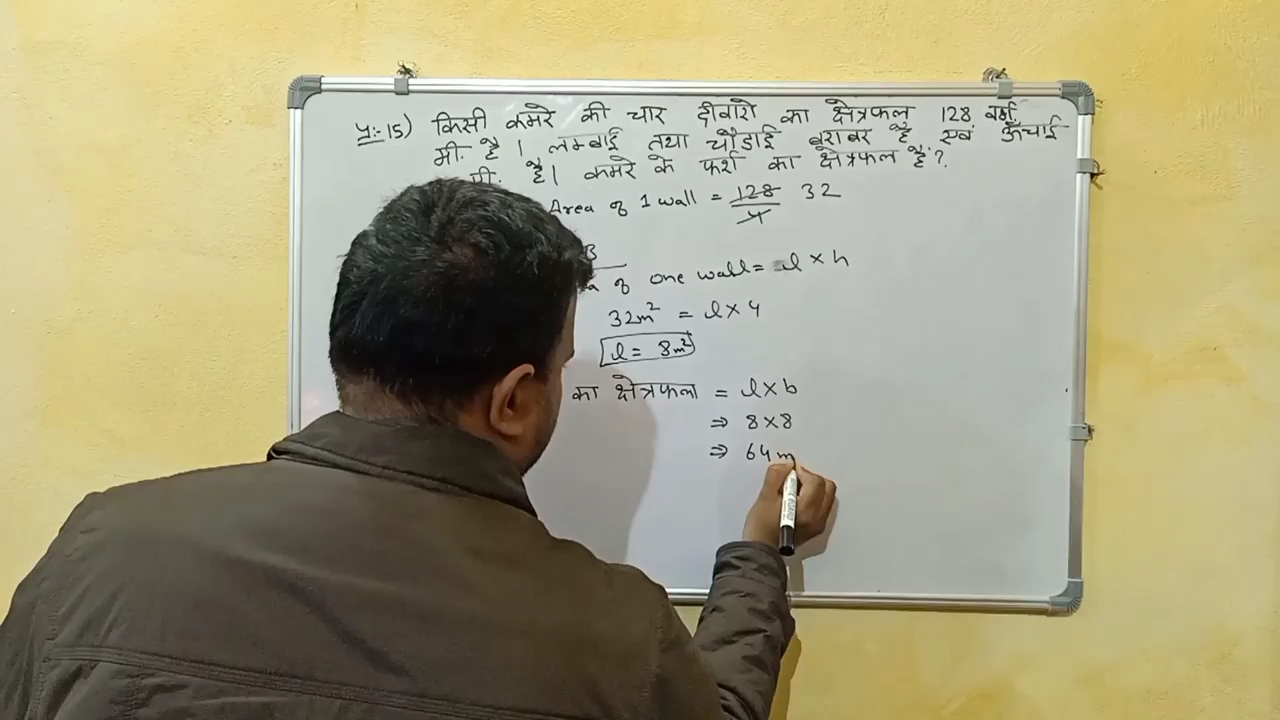 प्र:- 15) किसी कमरे की चार दीवारो का क्षेत्रफल 128 वर्ग.
मी. है । लम्बाई तथा चौडाई बराबर है एवं ऊँचाई
मी. है। कमरे के फर्श का क्षेत्रफल है?
Area of 1 wall = 128/4 32
of one wall = l × h
32m² = l × 4
l = 8m²
का क्षेत्रफल = l × b
⇒ 8 × 8
⇒ 64 m